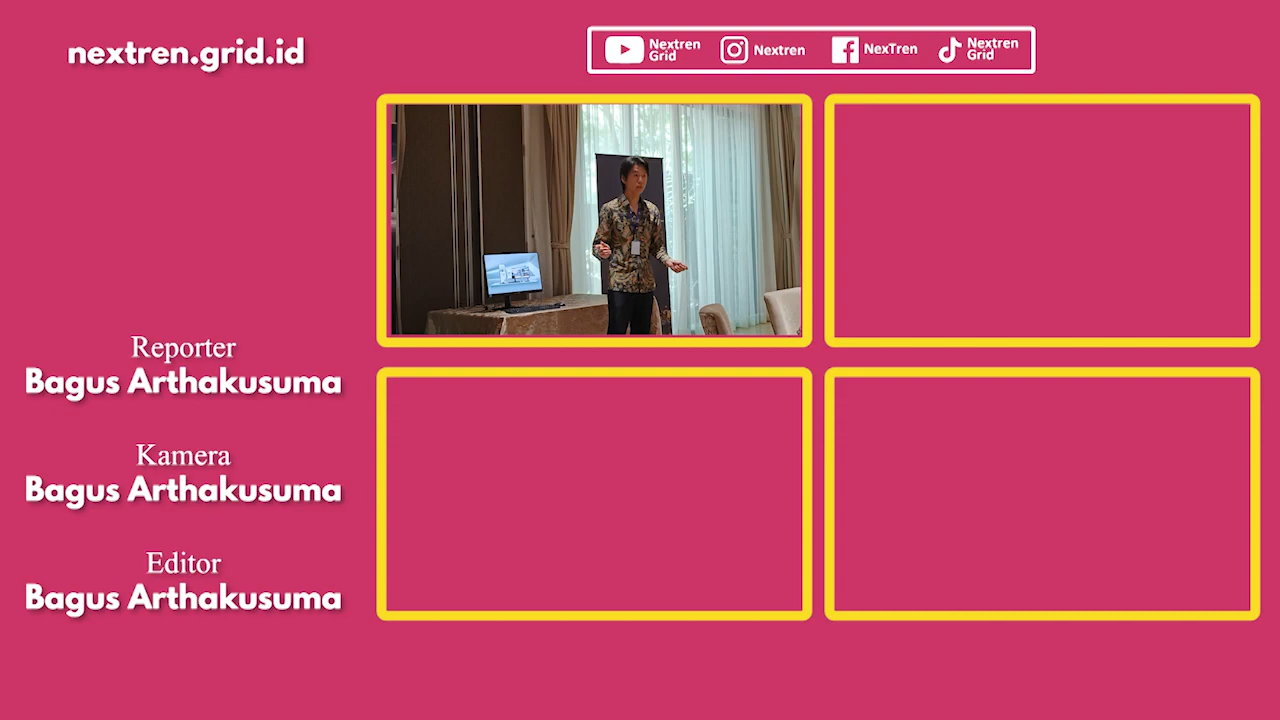 nextren.grid.id
Nextren
Grid
Nextren
NexTren
Nextren
Grid
Reporter
Bagus Arthakusuma
Kamera
Bagus Arthakusuma
Editor
Bagus Arthakusuma